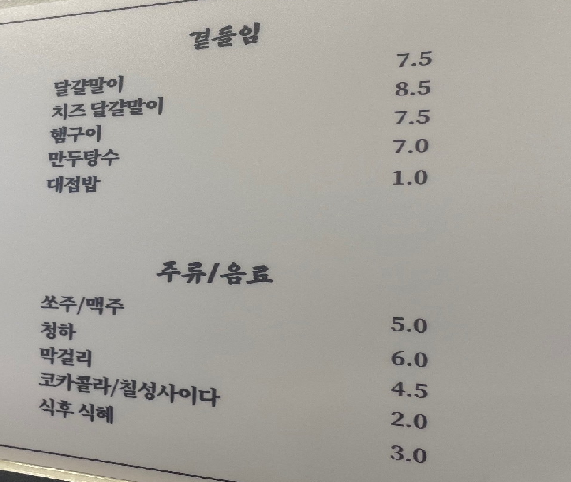 곁들임
달걀말이 7.5
치즈 달걀말이 8.5
햄구이 7.5
만두탕수 7.0
대접밥 1.0
주류/음료
쏘주/맥주 5.0
청하 6.0
막걸리 4.5
코카콜라/칠성사이다 2.0
식후 식혜 3.0